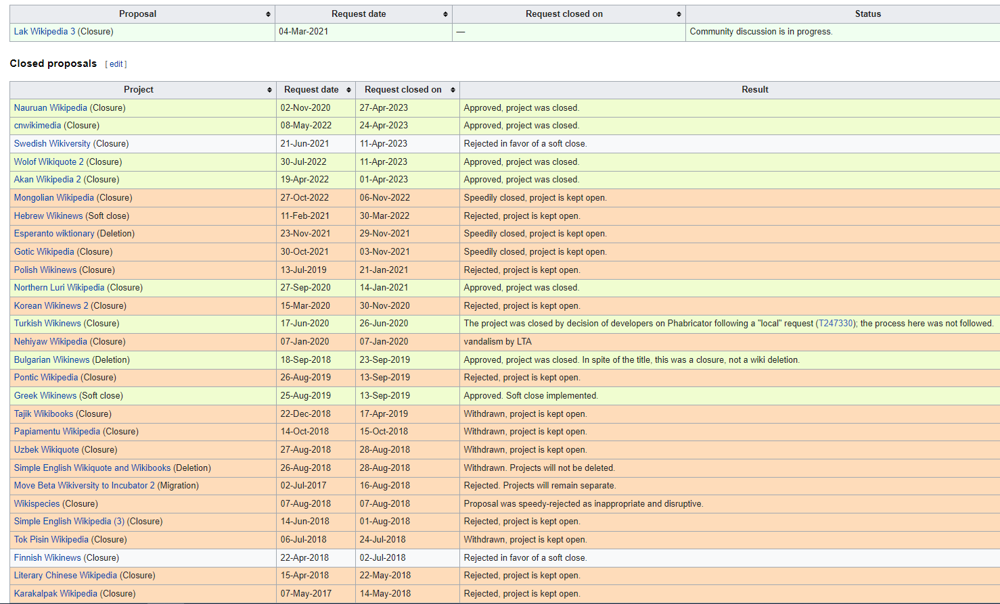 Proposal Request date Request closed on Status
Lak Wikipedia 3 (Closure) 04-Mar-2021 — Community discussion is in progress.
Closed proposals [ edit ]
Project Request date Request closed on Result
Nauruan Wikipedia (Closure) 02-Nov-2020 27-Apr-2023 Approved, project was closed.
cnwikimedia (Closure) 08-May-2022 24-Apr-2023 Approved, project was closed.
Swedish Wikiversity (Closure) 21-Jun-2021 11-Apr-2023 Rejected in favor of a soft close.
Wolof Wikiquote 2 (Closure) 30-Jul-2022 11-Apr-2023 Approved, project was closed.
Akan Wikipedia 2 (Closure) 19-Apr-2022 01-Apr-2023 Approved, project was closed.
Mongolian Wikipedia (Closure) 27-Oct-2022 06-Nov-2022 Speedily closed, project is kept open.
Hebrew Wikinews (Soft close) 11-Feb-2021 30-Mar-2022 Rejected, project is kept open.
Esperanto wiktionary (Deletion) 23-Nov-2021 29-Nov-2021 Speedily closed, project is kept open.
Gotic Wikipedia (Closure) 30-Oct-2021 03-Nov-2021 Speedily closed, project is kept open.
Polish Wikinews (Closure) 13-Jul-2019 21-Jan-2021 Rejected, project is kept open.
Northern Luri Wikipedia (Closure) 27-Sep-2020 14-Jan-2021 Approved, project was closed.
Korean Wikinews 2 (Closure) 15-Mar-2020 30-Nov-2020 Rejected, project is kept open.
Turkish Wikinews (Closure) 17-Jun-2020 26-Jun-2020 The project was closed by decision of developers on Phabricator following a "local" request (T247330); the process here was not followed.
Nehiyaw Wikipedia (Closure) 07-Jan-2020 07-Jan-2020 vandalism by LTA
Bulgarian Wikinews (Deletion) 18-Sep-2018 23-Sep-2019 Approved, project was closed. In spite of the title, this was a closure, not a wiki deletion.
Pontic Wikipedia (Closure) 26-Aug-2019 13-Sep-2019 Rejected, project is kept open.
Greek Wikinews (Soft close) 25-Aug-2019 13-Sep-2019 Approved. Soft close implemented.
Tajik Wikibooks (Closure) 22-Dec-2018 17-Apr-2019 Withdrawn, project is kept open.
Papiamentu Wikipedia (Closure) 14-Oct-2018 15-Oct-2018 Withdrawn, project is kept open.
Uzbek Wikiquote (Closure) 27-Aug-2018 28-Aug-2018 Withdrawn, project is kept open.
Simple English Wikiquote and Wikibooks (Deletion) 26-Aug-2018 28-Aug-2018 Withdrawn. Projects will not be deleted.
Move Beta Wikiversity to Incubator 2 (Migration) 02-Jul-2017 16-Aug-2018 Rejected. Projects will remain separate.
Wikispecies (Closure) 07-Aug-2018 07-Aug-2018 Proposal was speedy-rejected as inappropriate and disruptive.
Simple English Wikipedia (3) (Closure) 14-Jun-2018 01-Aug-2018 Rejected, project is kept open.
Tok Pisin Wikipedia (Closure) 06-Jul-2018 24-Jul-2018 Withdrawn, project is kept open.
Finnish Wikinews (Closure) 22-Apr-2018 02-Jul-2018 Rejected in favor of a soft close.
Literary Chinese Wikipedia (Closure) 15-Apr-2018 22-May-2018 Rejected, project is kept open.
Karakalpak Wikipedia (Closure) 07-May-2017 14-May-2018 Rejected, project is kept open.